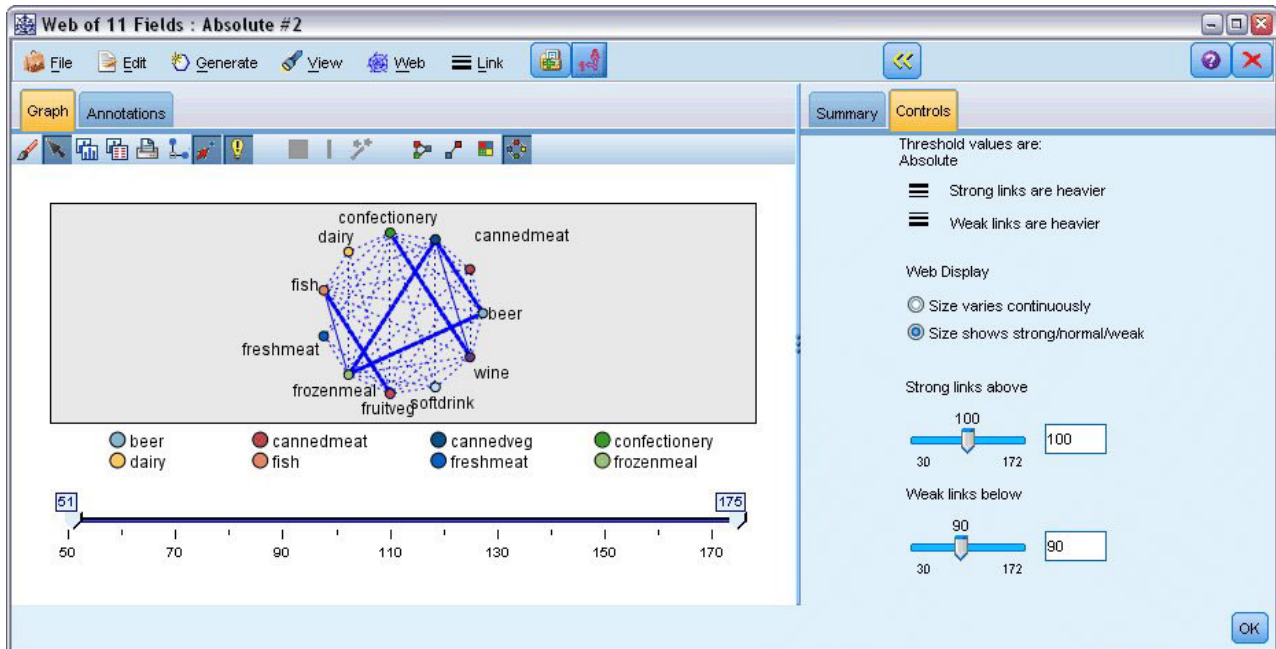 Web of 11 Fields : Absolute #2
File Edit Generate View Web Link
Graph Annotations
Summary Controls
Threshold values are:
Absolute
Strong links are heavier
Weak links are heavier
Web Display
Size varies continuously
Size shows strong/normal/weak
Strong links above
100
100
30 172
Weak links below
90
90
30 172
confectionery
dairy
cannedmeat
fish
beer
freshmeat
wine
frozenmeal
softdrink
fruitveg
beer cannedmeat cannedveg confectionery
dairy fish freshmeat frozenmeal
51 175
50 70 90 110 130 150 170
OK